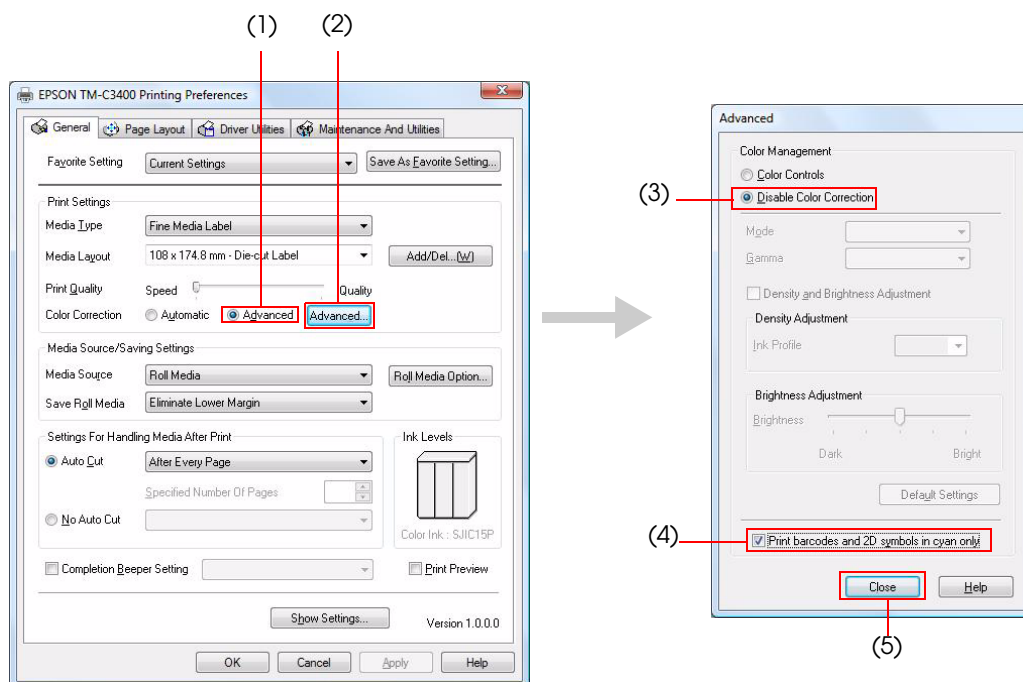 (1) (2)
EPSON TM-C3400 Printing Preferences
General Page Layout Driver Utilities Maintenance And Utilities
Favorite Setting Current Settings Save As Favorite Setting...
Print Settings
Media Type Fine Media Label
Media Layout 108 x 174.8 mm - Die-cut Label Add/Del...(W)
Print Quality Speed Quality
Color Correction Automatic Advanced Advanced...
Media Source/Saving Settings
Media Source Roll Media Roll Media Option...
Save Roll Media Eliminate Lower Margin
Settings For Handling Media After Print
Auto Cut After Every Page
Specified Number Of Pages
No Auto Cut
Ink Levels
Color Ink : SJIC15P
Completion Beeper Setting Print Preview
Show Settings... Version 1.0.0.0
OK Cancel Apply Help
Advanced
Color Management
Color Controls
(3) Disable Color Correction
Mode
Gamma
Density and Brightness Adjustment
Density Adjustment
Ink Profile
Brightness Adjustment
Brightness
Dark Bright
Default Settings
(4) Print barcodes and 2D symbols in cyan only
Close Help
(5)